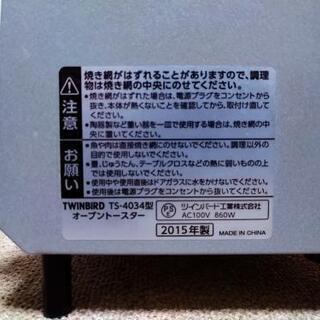 注意
焼き網がはずれることがありますので、調理
物は焼き網の中央にのせてください。
●焼き網がはずれた場合は、電源プラグをコンセントから
抜き、本体が熱くないことを確認してから、取付け直して
ください。
●陶器製など重い器を一皿で使用する場合は、焼き網の中
央に置いてください。
お願い
●魚や肉は直接焼き網にのせないでください。調理以外の
目的で使用しないでください。
●畳、じゅうたん、テーブルクロスなどの熱に弱いものの上
では使用しないでください。
●使用中や使用直後はドアガラスに水をかけないでください。
●使用後は電源プラグをコンセントから抜いてください。
TWINBIRD TS-4034型
オーブントースター
PSE
ツインバード工業株式会社
AC100V 860W
2015年製 MADE IN CHINA